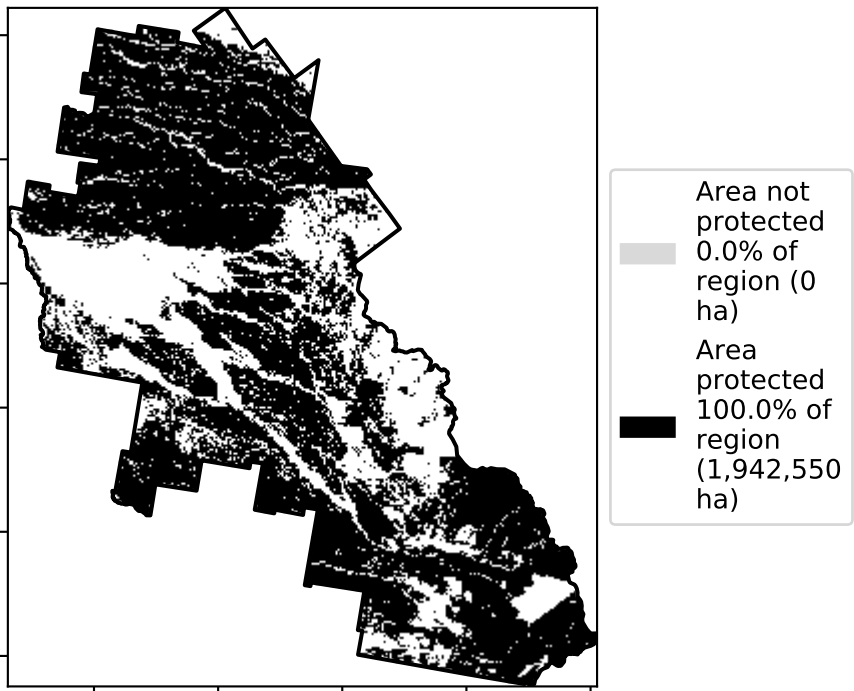 Area not
protected
0.0% of
region (0
ha)
Area
protected
100.0% of
region
(1,942,550
ha)